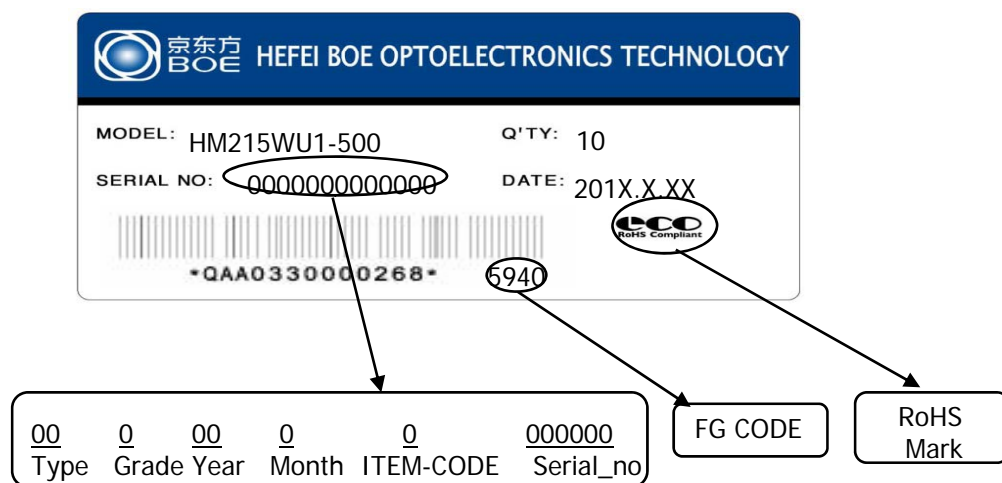 京东方
BOE HEFEI BOE OPTOELECTRONICS TECHNOLOGY
MODEL: HM215WU1-500 Q'TY: 10
SERIAL NO: 0000000000000 DATE: 201X.X.XX
eco
RoHS Compliant
*QAA0330000268* 5940
00 0 00 0 0 000000
Type Grade Year Month ITEM-CODE Serial_no
FG CODE
RoHS
Mark